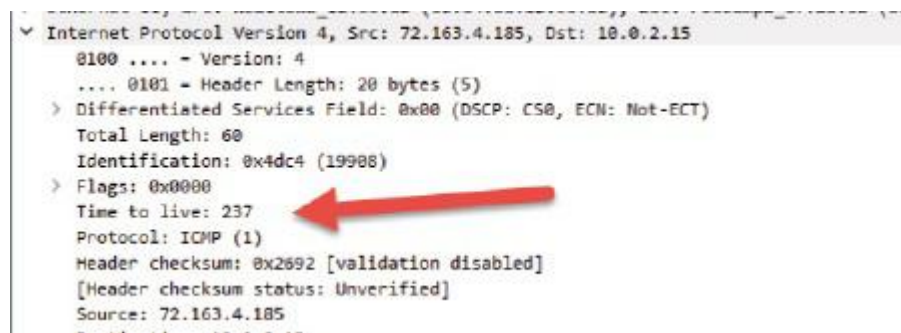 Internet Protocol Version 4, Src: 72.163.4.185, Dst: 10.0.2.15
0100 .... = Version: 4
.... 0101 = Header Length: 20 bytes (5)
Differentiated Services Field: 0x00 (DSCP: CS0, ECN: Not-ECT)
Total Length: 60
Identification: 0x4dc4 (19908)
Flags: 0x0000
Time to live: 237
Protocol: ICMP (1)
Header checksum: 0x2692 [validation disabled]
[Header checksum status: Unverified]
Source: 72.163.4.185